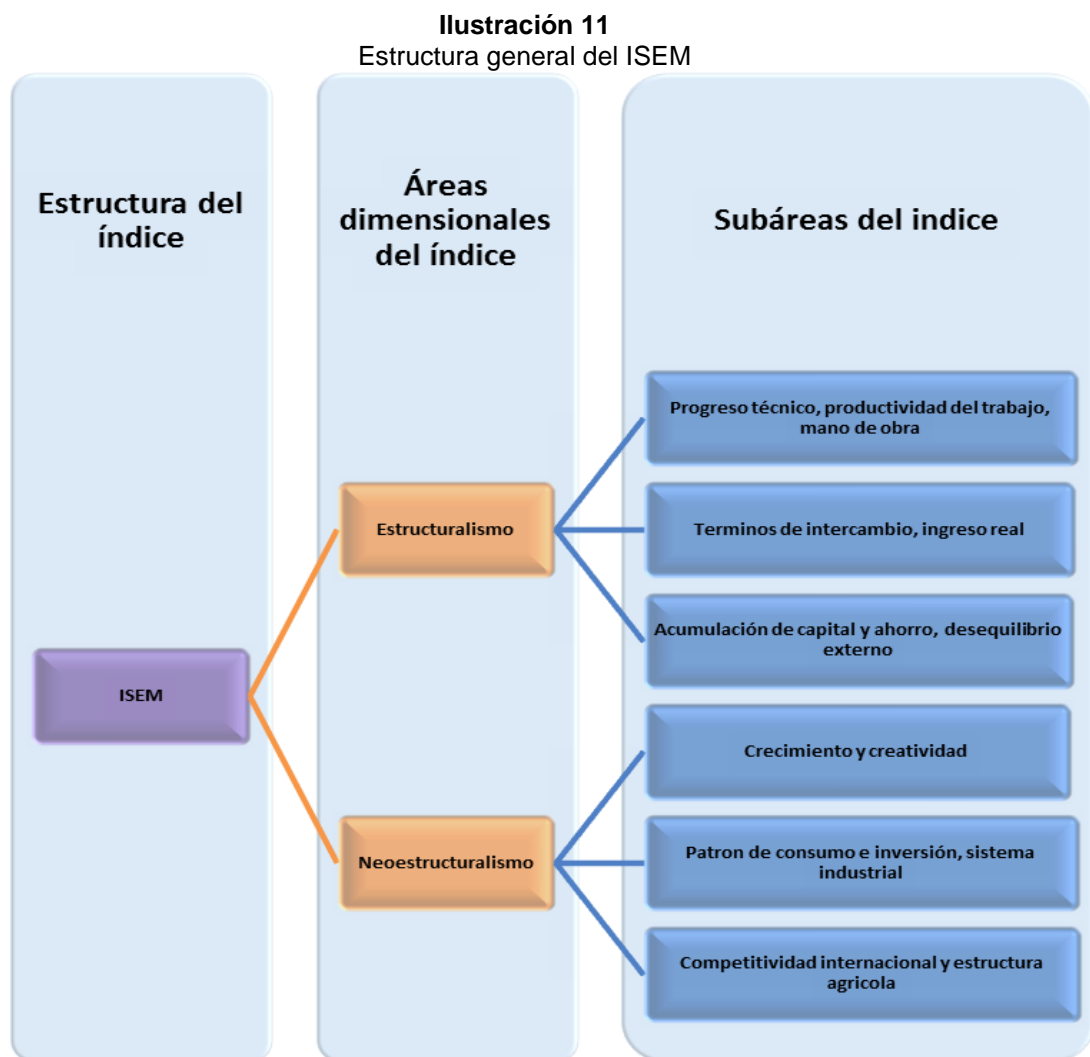 Ilustración 11
Estructura general del ISEM
Estructura del
índice
Áreas
dimensionales
del índice
Subáreas del indice
Progreso técnico, productividad del trabajo,
mano de obra
Estructuralismo
Terminos de intercambio, ingreso real
Acumulación de capital y ahorro, desequilibrio
externo
ISEM
Crecimiento y creatividad
Neoestructuralismo
Patron de consumo e inversión, sistema
industrial
Competitividad internacional y estructura
agricola